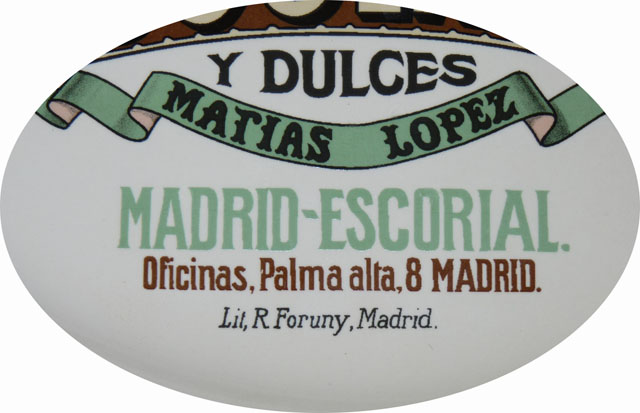 Y DULCES
MATIAS LOPEZ
MADRID-ESCORIAL.
Oficinas, Palma alta, 8 MADRID.
Lit, R Foruny, Madrid.